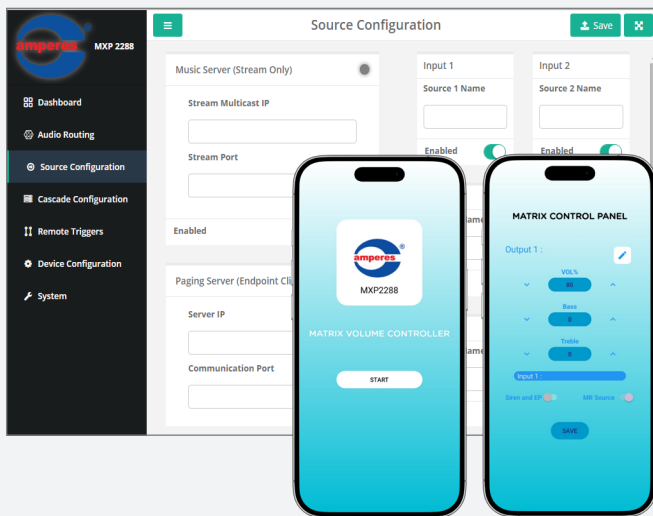 amperes
MXP 2288
Dashboard
Audio Routing
Source Configuration
Cascade Configuration
Remote Triggers
Device Configuration
System
Source Configuration
Save
Music Server (Stream Only)
Stream Multicast IP
Stream Port
Enabled
Paging Server (Endpoint Cli
Server IP
Communication Port
Input 1
Source 1 Name
Enabled
Input 2
Source 2 Name
Enabled
ame
ame
amperes
®
MXP2288
MATRIX VOLUME CONTROLLER
START
MATRIX CONTROL PANEL
Output 1 :
VOL%
80
Bass
0
Treble
0
Input 1 :
Siren and EP
MR Source
SAVE